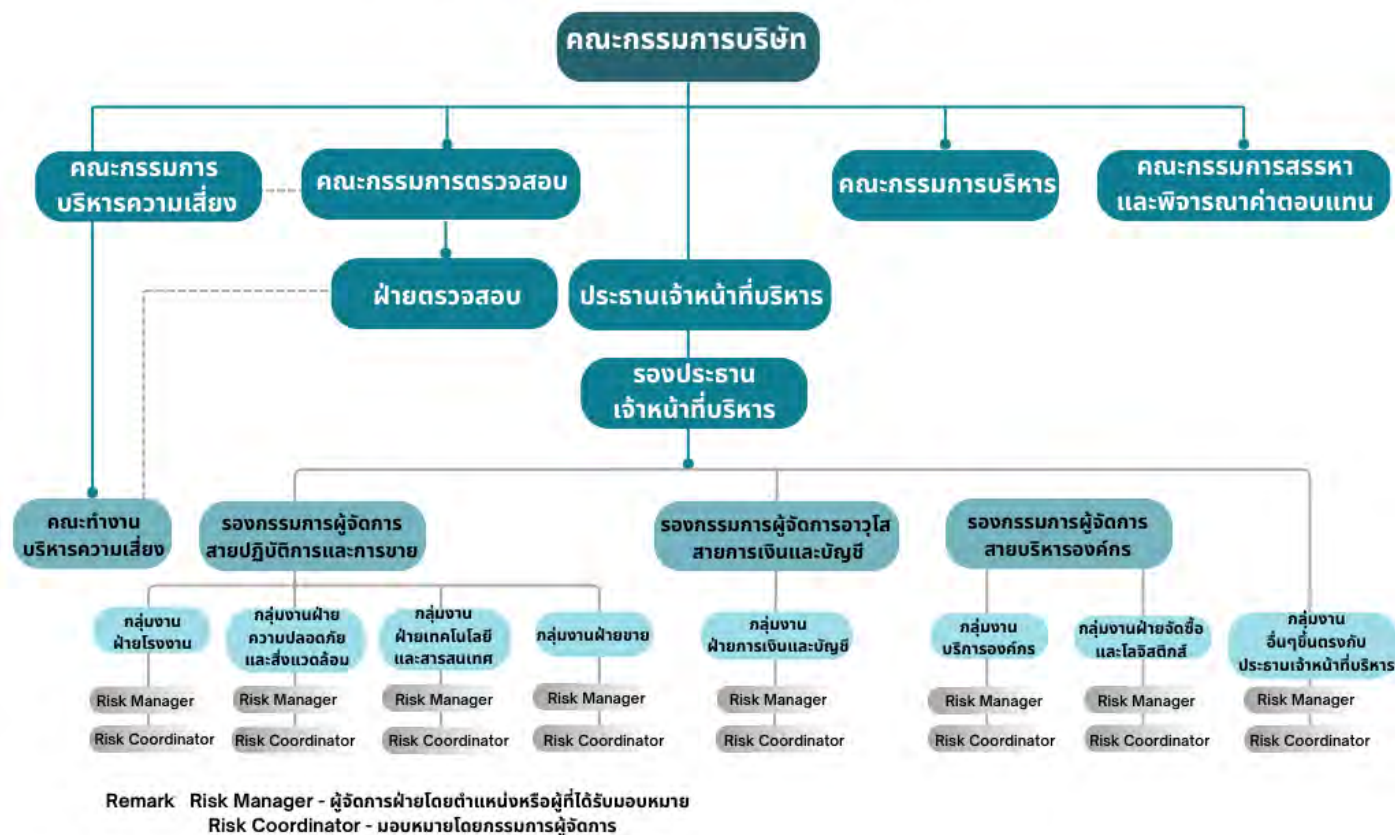 คณะกรรมการบริษัท
คณะกรรมการ
บริหารความเสี่ยง
คณะกรรมการตรวจสอบ
คณะกรรมการบริหาร
คณะกรรมการสรรหา
และพิจารณาค่าตอบแทน
ฝ่ายตรวจสอบ
ประธานเจ้าหน้าที่บริหาร
รองประธาน
เจ้าหน้าที่บริหาร
คณะทำงาน
บริหารความเสี่ยง
รองกรรมการผู้จัดการ
สายปฏิบัติการและการขาย
รองกรรมการผู้จัดการอาวุโส
สายการเงินและบัญชี
รองกรรมการผู้จัดการ
สายบริหารองค์กร
กลุ่มงาน
ฝ่ายโรงงาน
กลุ่มงานฝ่าย
ความปลอดภัย
และสิ่งแวดล้อม
กลุ่มงาน
ฝ่ายเทคโนโลยี
และสารสนเทศ
กลุ่มงานฝ่ายขาย
กลุ่มงาน
ฝ่ายการเงินและบัญชี
กลุ่มงาน
บริการองค์กร
กลุ่มงานฝ่ายจัดซื้อ
และโลจิสติกส์
กลุ่มงาน
อื่นๆขึ้นตรงกับ
ประธานเจ้าหน้าที่บริหาร
Risk Manager
Risk Manager
Risk Manager
Risk Manager
Risk Manager
Risk Manager
Risk Manager
Risk Manager
Risk Coordinator
Risk Coordinator
Risk Coordinator
Risk Coordinator
Risk Coordinator
Risk Coordinator
Risk Coordinator
Risk Coordinator
Remark Risk Manager - ผู้จัดการฝ่ายโดยตำแหน่งหรือผู้ที่ได้รับมอบหมาย
Risk Coordinator - มอบหมายโดยกรรมการผู้จัดการ